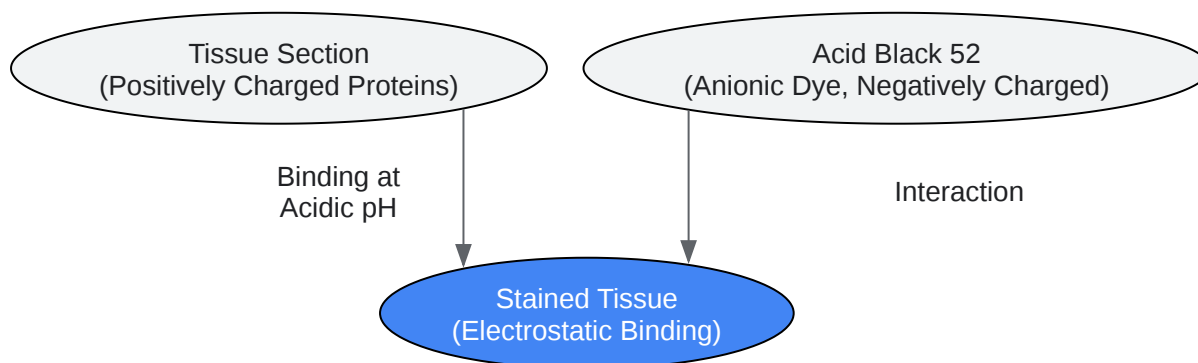 Tissue Section
(Positively Charged Proteins)
Acid Black 52
(Anionic Dye, Negatively Charged)
Binding at
Acidic pH
Interaction
Stained Tissue
(Electrostatic Binding)